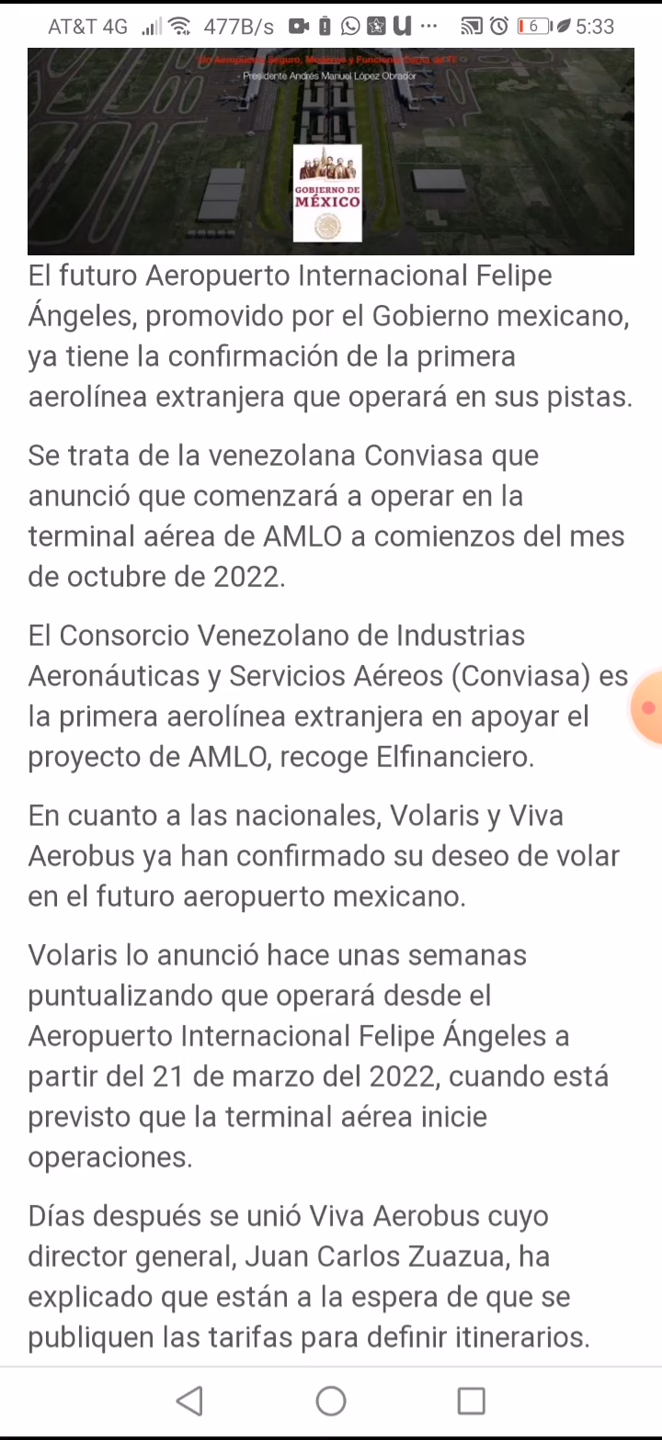 AT&T 4G 477B/s ··· 6 5:33
Un Aeropuerto Seguro, Moderno y Funcional
- Presidente Andrés Manuel López Obrador
GOBIERNO DE
MÉXICO
El futuro Aeropuerto Internacional Felipe
Ángeles, promovido por el Gobierno mexicano,
ya tiene la confirmación de la primera
aerolínea extranjera que operará en sus pistas.
Se trata de la venezolana Conviasa que
anunció que comenzará a operar en la
terminal aérea de AMLO a comienzos del mes
de octubre de 2022.
El Consorcio Venezolano de Industrias
Aeronáuticas y Servicios Aéreos (Conviasa) es
la primera aerolínea extranjera en apoyar el
proyecto de AMLO, recoge Elfinanciero.
En cuanto a las nacionales, Volaris y Viva
Aerobus ya han confirmado su deseo de volar
en el futuro aeropuerto mexicano.
Volaris lo anunció hace unas semanas
puntualizando que operará desde el
Aeropuerto Internacional Felipe Ángeles a
partir del 21 de marzo del 2022, cuando está
previsto que la terminal aérea inicie
operaciones.
Días después se unió Viva Aerobus cuyo
director general, Juan Carlos Zuazua, ha
explicado que están a la espera de que se
publiquen las tarifas para definir itinerarios.